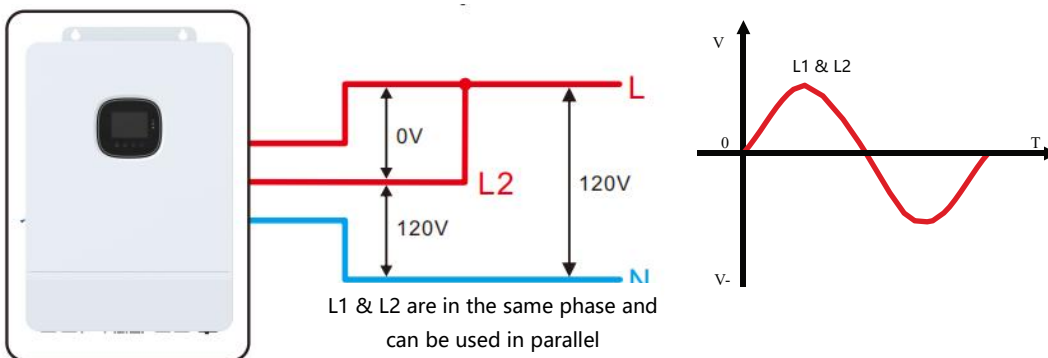 L
0V
L2
120V
120V
N
L1 & L2 are in the same phase and
can be used in parallel
V
L1 & L2
0
T
V-